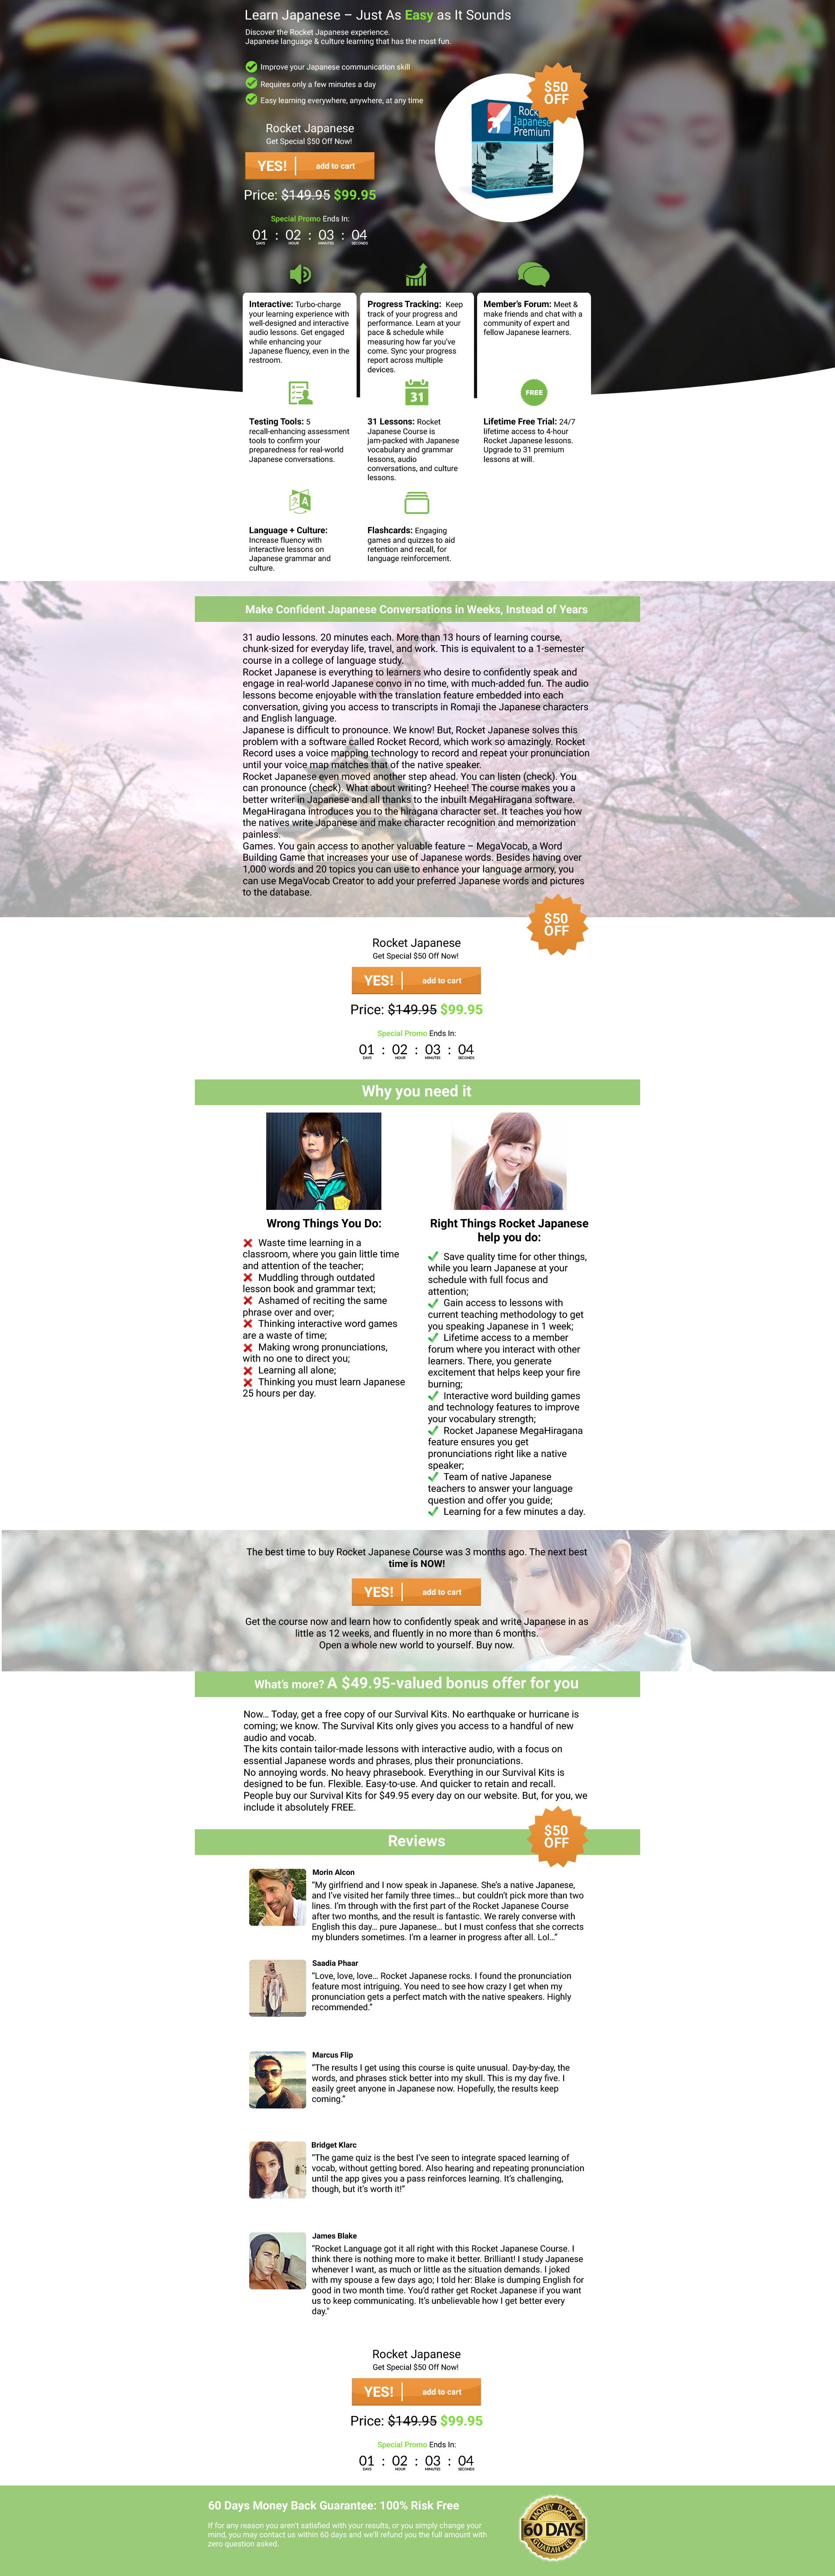 Learn Japanese – Just As Easy as It Sounds
Discover the Rocket Japanese experience.
Japanese language & culture learning that has the most fun.
Improve your Japanese communication skill
Requires only a few minutes a day
Easy learning everywhere, anywhere, at any time
$50
OFF
Rocket
Japanese
Premium
Rocket Japanese
Get Special $50 Off Now!
YES! add to cart
Price: $149.95 $99.95
Special Promo Ends In:
01 : 02 : 03 : 04
DAYS HOUR MINUTES SECONDS
Interactive: Turbo-charge
your learning experience with
well-designed and interactive
audio lessons. Get engaged
while enhancing your
Japanese fluency, even in the
restroom.
Progress Tracking: Keep
track of your progress and
performance. Learn at your
pace & schedule while
measuring how far you've
come. Sync your progress
report across multiple
devices.
Member's Forum: Meet &
make friends and chat with a
community of expert and
fellow Japanese learners.
31
FREE
Testing Tools: 5
recall-enhancing assessment
tools to confirm your
preparedness for real-world
Japanese conversations.
31 Lessons: Rocket
Japanese Course is
jam-packed with Japanese
vocabulary and grammar
lessons, audio
conversations, and culture
lessons.
Lifetime Free Trial: 24/7
lifetime access to 4-hour
Rocket Japanese lessons.
Upgrade to 31 premium
lessons at will.
A
Language + Culture:
Increase fluency with
interactive lessons on
Japanese grammar and
culture.
Flashcards: Engaging
games and quizzes to aid
retention and recall, for
language reinforcement.
Make Confident Japanese Conversations in Weeks, Instead of Years
31 audio lessons. 20 minutes each. More than 13 hours of learning course,
chunk-sized for everyday life, travel, and work. This is equivalent to a 1-semester
course in a college of language study.
Rocket Japanese is everything to learners who desire to confidently speak and
engage in real-world Japanese convo in no time, with much-added fun. The audio
lessons become enjoyable with the translation feature embedded into each
conversation, giving you access to transcripts in Romaji the Japanese characters
and English language.
Japanese is difficult to pronounce. We know! But, Rocket Japanese solves this
problem with a software called Rocket Record, which work so amazingly. Rocket
Record uses a voice mapping technology to record and repeat your pronunciation
until your voice map matches that of the native speaker.
Rocket Japanese even moved another step ahead. You can listen (check). You
can pronounce (check). What about writing? Heehee! The course makes you a
better writer in Japanese and all thanks to the inbuilt MegaHiragana software.
MegaHiragana introduces you to the hiragana character set. It teaches you how
the natives write Japanese and make character recognition and memorization
painless.
Games. You gain access to another valuable feature – MegaVocab, a Word
Building Game that increases your use of Japanese words. Besides having over
1,000 words and 20 topics you can use to enhance your language armory, you
can use MegaVocab Creator to add your preferred Japanese words and pictures
to the database.
$50
OFF
Rocket Japanese
Get Special $50 Off Now!
YES! add to cart
Price: $149.95 $99.95
Special Promo Ends In:
01 : 02 : 03 : 04
DAYS HOUR MINUTES SECONDS
Why you need it
Wrong Things You Do:
Waste time learning in a
classroom, where you gain little time
and attention of the teacher;
Muddling through outdated
lesson book and grammar text;
Ashamed of reciting the same
phrase over and over;
Thinking interactive word games
are a waste of time;
Making wrong pronunciations,
with no one to direct you;
Learning all alone;
Thinking you must learn Japanese
25 hours per day.
Right Things Rocket Japanese
help you do:
Save quality time for other things,
while you learn Japanese at your
schedule with full focus and
attention;
Gain access to lessons with
current teaching methodology to get
you speaking Japanese in 1 week;
Lifetime access to a member
forum where you interact with other
learners. There, you generate
excitement that helps keep your fire
burning;
Interactive word building games
and technology features to improve
your vocabulary strength;
Rocket Japanese MegaHiragana
feature ensures you get
pronunciations right like a native
speaker;
Team of native Japanese
teachers to answer your language
question and offer you guide;
Learning for a few minutes a day.
The best time to buy Rocket Japanese Course was 3 months ago. The next best
time is NOW!
YES! add to cart
Get the course now and learn how to confidently speak and write Japanese in as
little as 12 weeks, and fluently in no more than 6 months.
Open a whole new world to yourself. Buy now.
What's more? A $49.95-valued bonus offer for you
Now... Today, get a free copy of our Survival Kits. No earthquake or hurricane is
coming; we know. The Survival Kits only gives you access to a handful of new
audio and vocab.
The kits contain tailor-made lessons with interactive audio, with a focus on
essential Japanese words and phrases, plus their pronunciations.
No annoying words. No heavy phrasebook. Everything in our Survival Kits is
designed to be fun. Flexible. Easy-to-use. And quicker to retain and recall.
People buy our Survival Kits for $49.95 every day on our website. But, for you, we
include it absolutely FREE.
$50
OFF
Reviews
Morin Alcon
“My girlfriend and I now speak in Japanese. She's a native Japanese,
and I've visited her family three times... but couldn't pick more than two
lines. I'm through with the first part of the Rocket Japanese Course
after two months, and the result is fantastic. We rarely converse with
English this day... pure Japanese... but I must confess that she corrects
my blunders sometimes. I'm a learner in progress after all. Lol...”
Saadia Phaar
“Love, love, love... Rocket Japanese rocks. I found the pronunciation
feature most intriguing. You need to see how crazy I get when my
pronunciation gets a perfect match with the native speakers. Highly
recommended.”
Marcus Flip
“The results I get using this course is quite unusual. Day-by-day, the
words, and phrases stick better into my skull. This is my day five. I
easily greet anyone in Japanese now. Hopefully, the results keep
coming.”
Bridget Klarc
“The game quiz is the best I've seen to integrate spaced learning of
vocab, without getting bored. Also hearing and repeating pronunciation
until the app gives you a pass reinforces learning. It's challenging,
though, but it's worth it!”
James Blake
“Rocket Language got it all right with this Rocket Japanese Course. I
think there is nothing more to make it better. Brilliant! I study Japanese
whenever I want, as much or little as the situation demands. I joked
with my spouse a few days ago; I told her: Blake is dumping English for
good in two month time. You'd rather get Rocket Japanese if you want
us to keep communicating. It's unbelievable how I get better every
day."
Rocket Japanese
Get Special $50 Off Now!
YES! add to cart
Price: $149.95 $99.95
Special Promo Ends In:
01 : 02 : 03 : 04
DAYS HOUR MINUTES SECONDS
60 Days Money Back Guarantee: 100% Risk Free
If for any reason you aren't satisfied with your results, or you simply change your
mind, you may contact us within 60 days and we'll refund you the full amount with
zero question asked.
MONEY BACK
60 DAYS
GUARANTEE